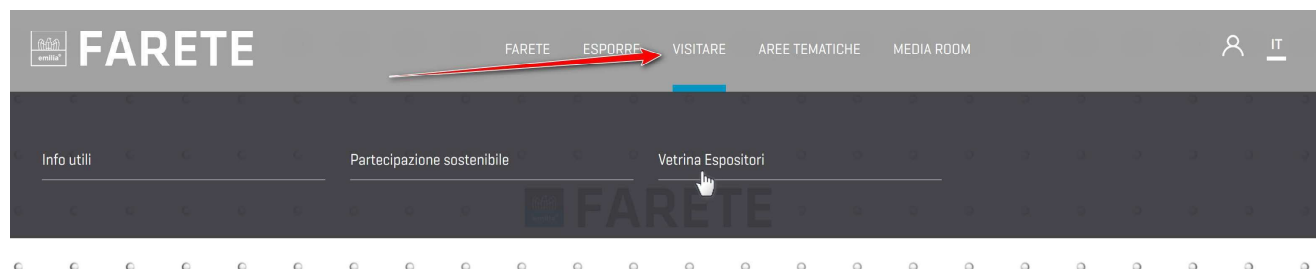 emilia FARETE FARETE ESPORRE VISITARE AREE TEMATICHE MEDIA ROOM IT
Info utili Partecipazione sostenibile Vetrina Espositori
FARETE